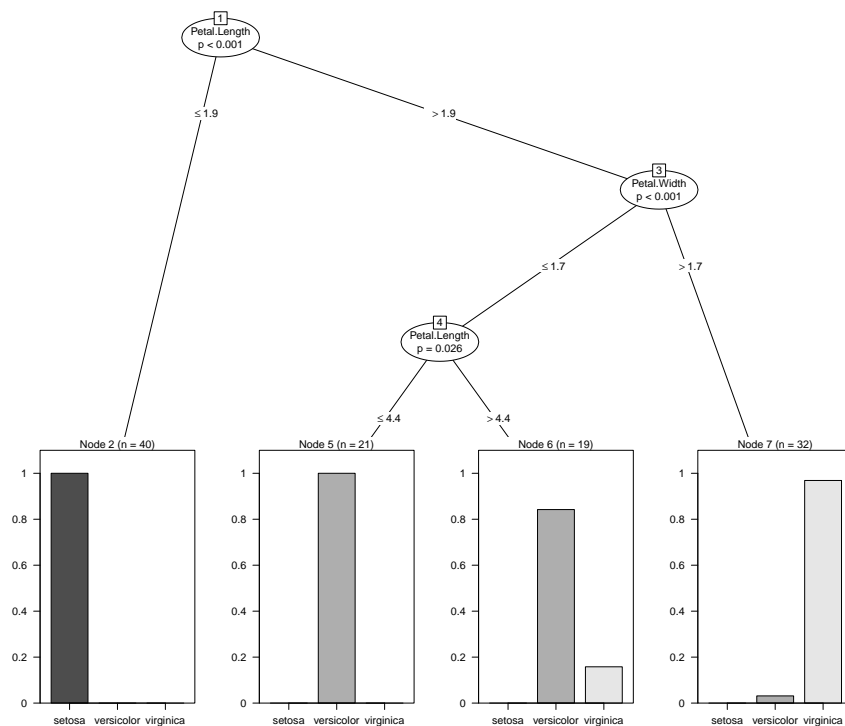 1
Petal.Length
p < 0.001
≤ 1.9
> 1.9
3
Petal.Width
p < 0.001
≤ 1.7
> 1.7
4
Petal.Length
p = 0.026
≤ 4.4
> 4.4
Node 2 (n = 40)
1
0.8
0.6
0.4
0.2
0
setosa versicolor virginica
Node 5 (n = 21)
1
0.8
0.6
0.4
0.2
0
setosa versicolor virginica
Node 6 (n = 19)
1
0.8
0.6
0.4
0.2
0
setosa versicolor virginica
Node 7 (n = 32)
1
0.8
0.6
0.4
0.2
0
setosa versicolor virginica